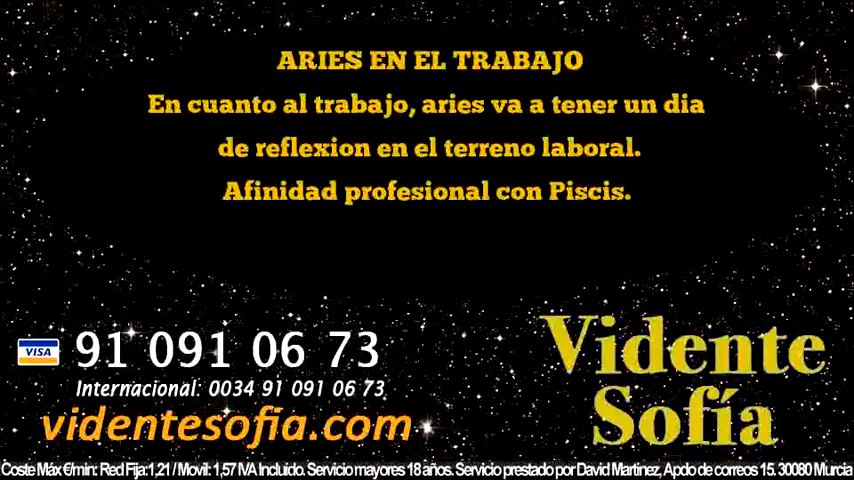 ARIES EN EL TRABAJO
En cuanto al trabajo, aries va a tener un dia
de reflexion en el terreno laboral.
Afinidad profesional con Piscis.
VISA
91 091 06 73
Internacional: 0034 91 091 06 73
videntesofia.com
Vidente
Sofía
Coste Máx €/min: Red Fija:1,21 / Movil: 1,57 IVA Incluido. Servicio mayores 18 años. Servicio prestado por David Martinez, Apdo de correos 15. 30080 Murcia